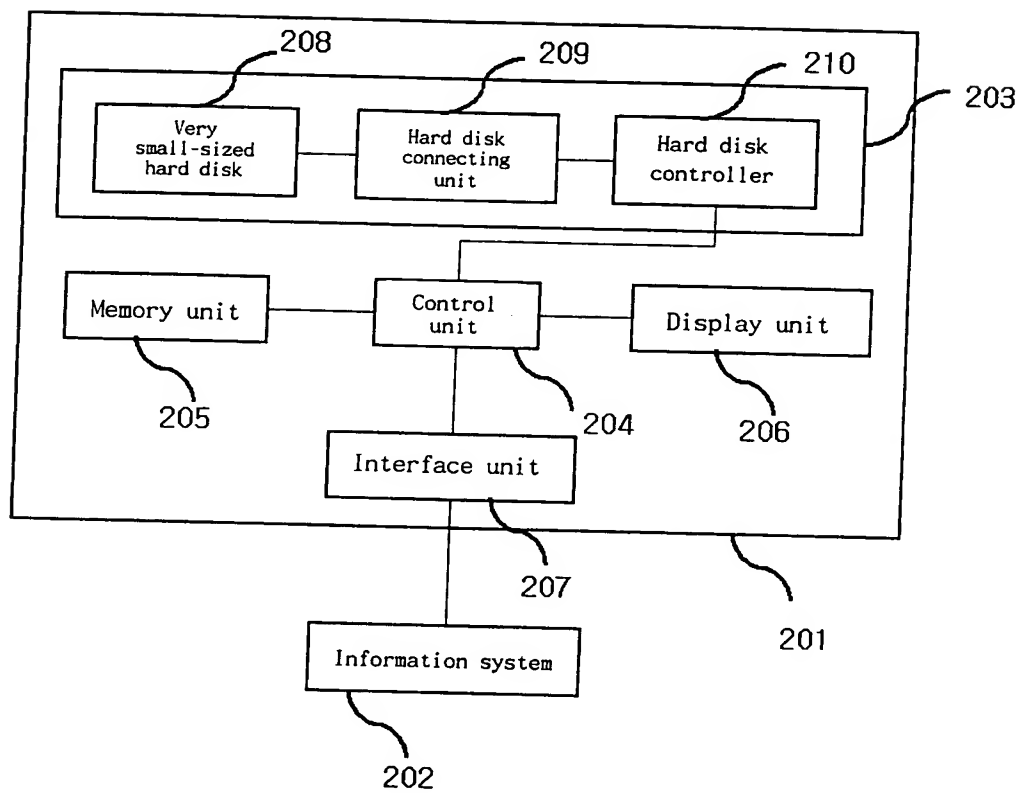 208
209
210
203
Very
small-sized
hard disk
Hard disk
connecting
unit
Hard disk
controller
Memory unit
Control
unit
Display unit
205
204
206
Interface unit
207
201
Information system
202